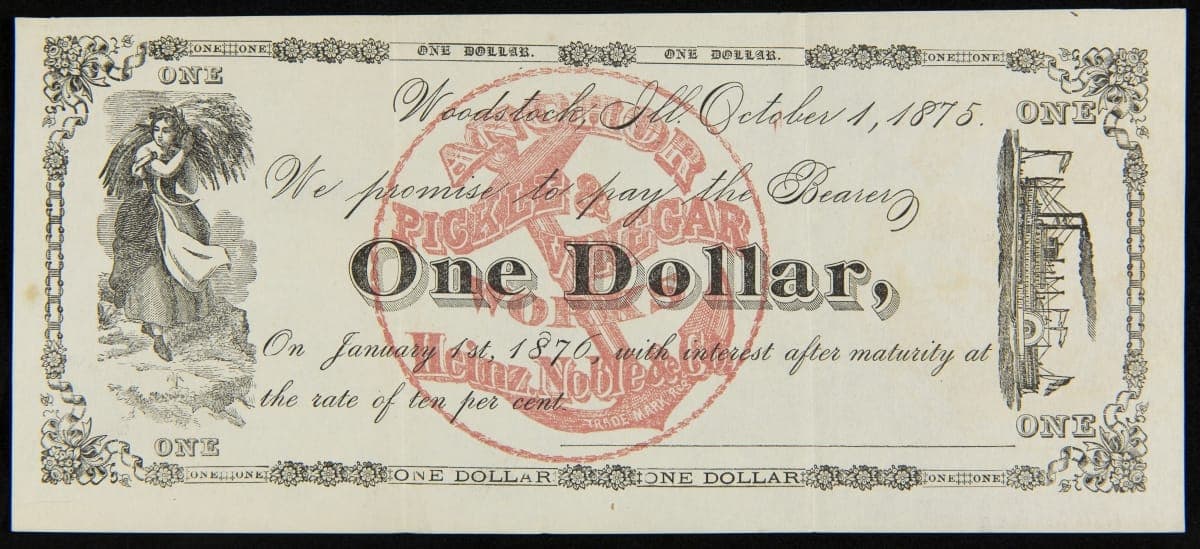 ONE ONE ONE DOLLAR. ONE DOLLAR. ONE ONE
ONE
ONE
Woodstock, Ill. October 1, 1875.
We promise to pay the Bearer
One Dollar,
On January 1st, 1876, with interest after maturity at
the rate of ten per cent.
ANCHOR
PICKLE &
VINEGAR
WORKS
Heinz, Noble & Co.
TRADE MARK
ONE
ONE
ONE ONE ONE DOLLAR ONE DOLLAR ONE ONE